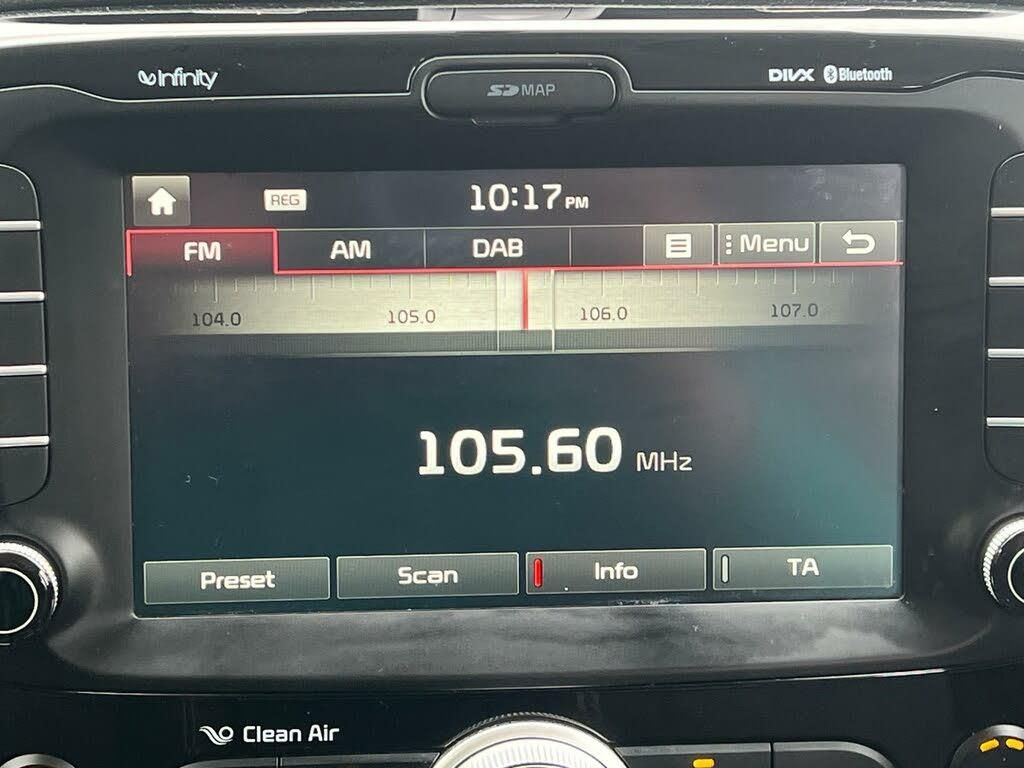 Infinity
SD MAP
DIVX Bluetooth
REG
10:17 PM
FM AM DAB Menu
104.0 105.0 106.0 107.0
105.60 MHz
Preset Scan Info TA
Clean Air